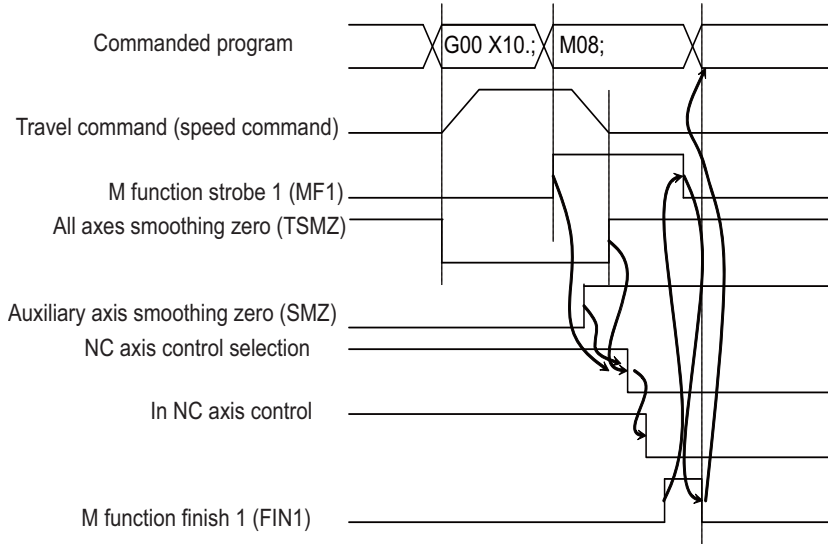 Commanded program
G00 X10.;
M08;
Travel command (speed command)
M function strobe 1 (MF1)
All axes smoothing zero (TSMZ)
Auxiliary axis smoothing zero (SMZ)
NC axis control selection
In NC axis control
M function finish 1 (FIN1)